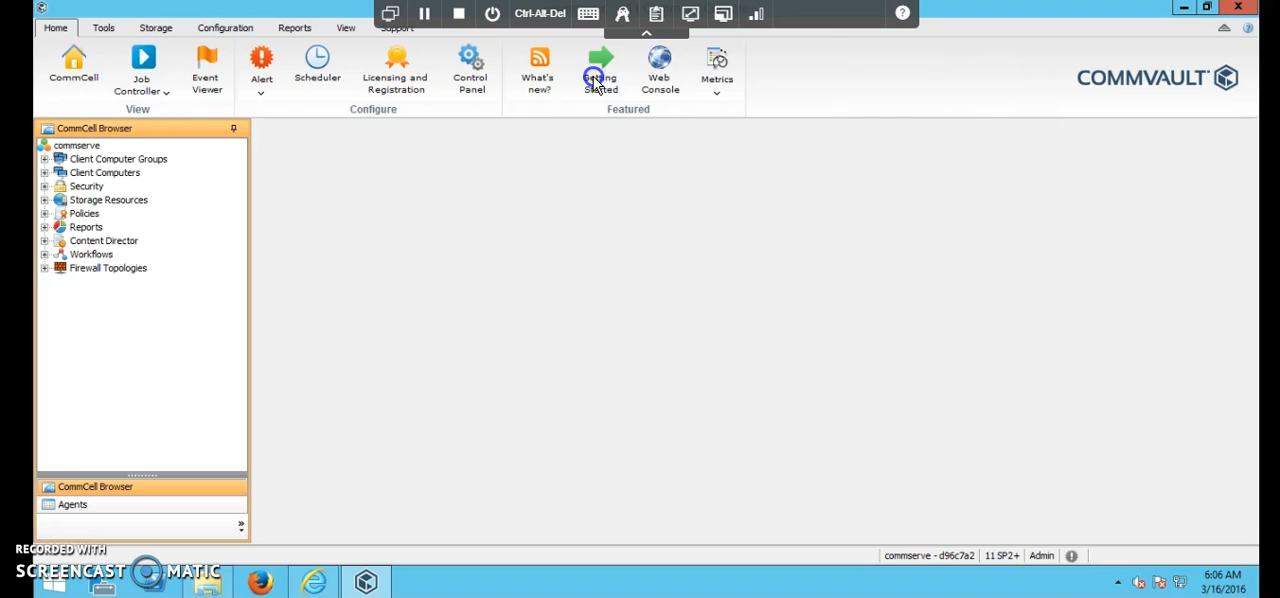 Ctrl-Alt-Del
Home Tools Storage Configuration Reports View Support
CommCell
Job Controller
Event Viewer
Alert
Scheduler
Licensing and Registration
Control Panel
What's new?
Getting Started
Web Console
Metrics
View
Configure
Featured
COMMVAULT
CommCell Browser
commserve
Client Computer Groups
Client Computers
Security
Storage Resources
Policies
Reports
Content Director
Workflows
Firewall Topologies
CommCell Browser
Agents
commserve - d96c7a2 11 SP2+ Admin
RECORDED WITH
SCREENCAST MATIC
6:06 AM
3/16/2016